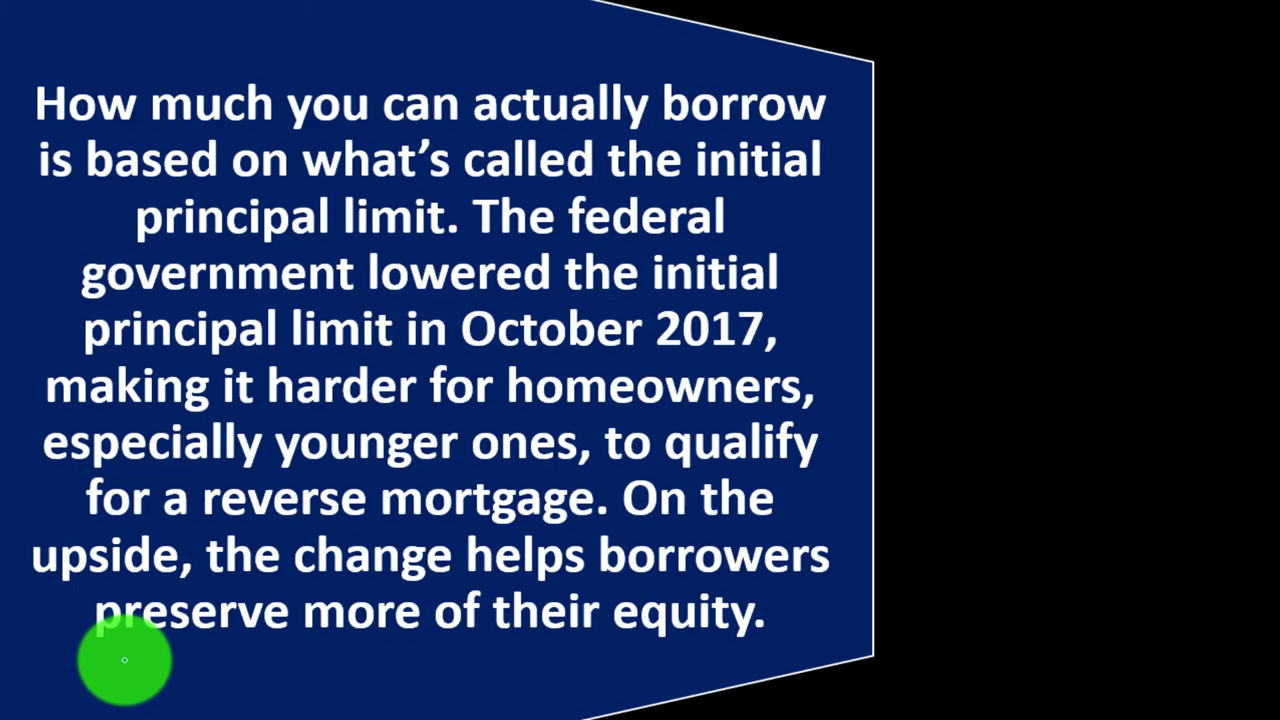 How much you can actually borrow
is based on what’s called the initial
principal limit. The federal
government lowered the initial
principal limit in October 2017,
making it harder for homeowners,
especially younger ones, to qualify
for a reverse mortgage. On the
upside, the change helps borrowers
preserve more of their equity.